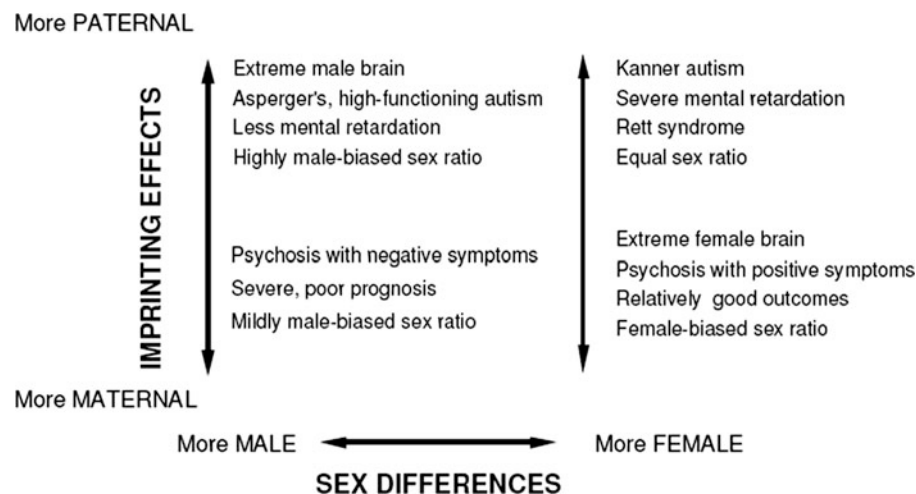 More PATERNAL
IMPRINTING EFFECTS
Extreme male brain
Asperger's, high-functioning autism
Less mental retardation
Highly male-biased sex ratio
Kanner autism
Severe mental retardation
Rett syndrome
Equal sex ratio
Psychosis with negative symptoms
Severe, poor prognosis
Mildly male-biased sex ratio
Extreme female brain
Psychosis with positive symptoms
Relatively good outcomes
Female-biased sex ratio
More MATERNAL
More MALE
More FEMALE
SEX DIFFERENCES